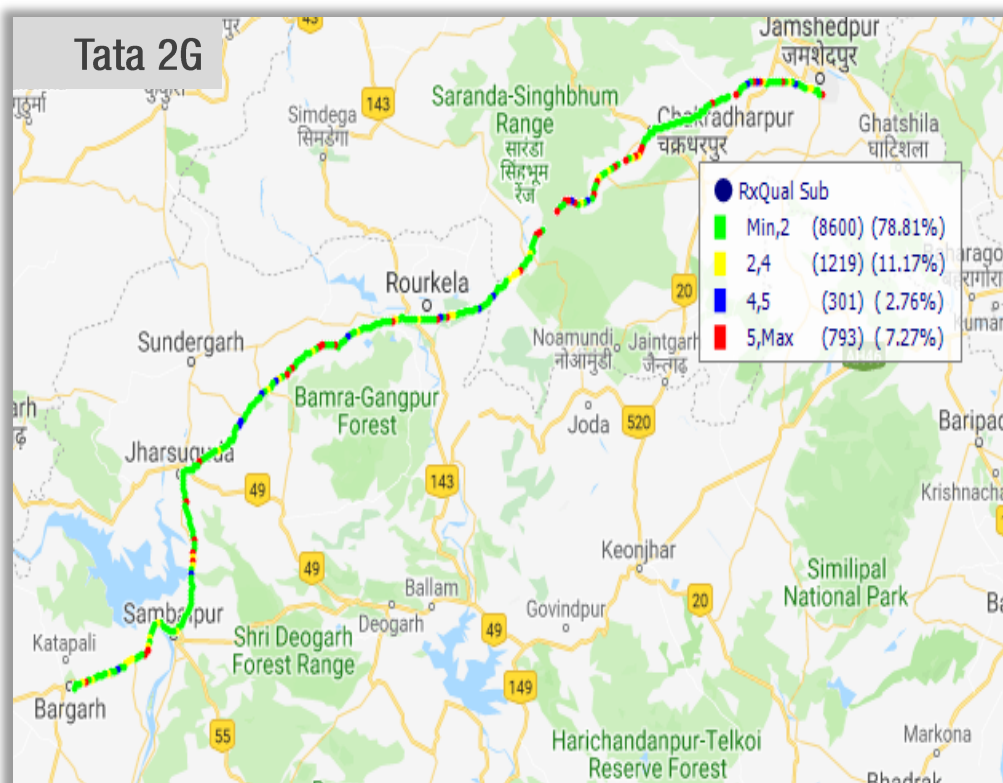 Tata 2G
43
पुर
Jamshedpur
जमशेदपुर
Simdega
सिमडेगा
143
Saranda-Singhbhum
Range
सारंडा
सिंहभूम
रेंज
Chakradharpur
चक्रधरपुर
Ghatshila
घाटिशला
RxQual Sub
Min,2 (8600) (78.81%)
2,4 (1219) (11.17%)
4,5 (301) ( 2.76%)
5,Max (793) ( 7.27%)
Rourkela
20
Sundergarh
Noamundi
नोआमुंडी
Jaintgarh
जैन्तगढ़
Bamra-Gangpur
Forest
Joda
520
Jharsuguda
49
143
Keonjhar
49
Ballam
Deogarh
Govindpur
20
Similipal
National Park
Sambalpur
Katapali
Shri Deogarh
Forest Range
49
149
Bargarh
55
Harichandanpur-Telkoi
Reserve Forest
Markona